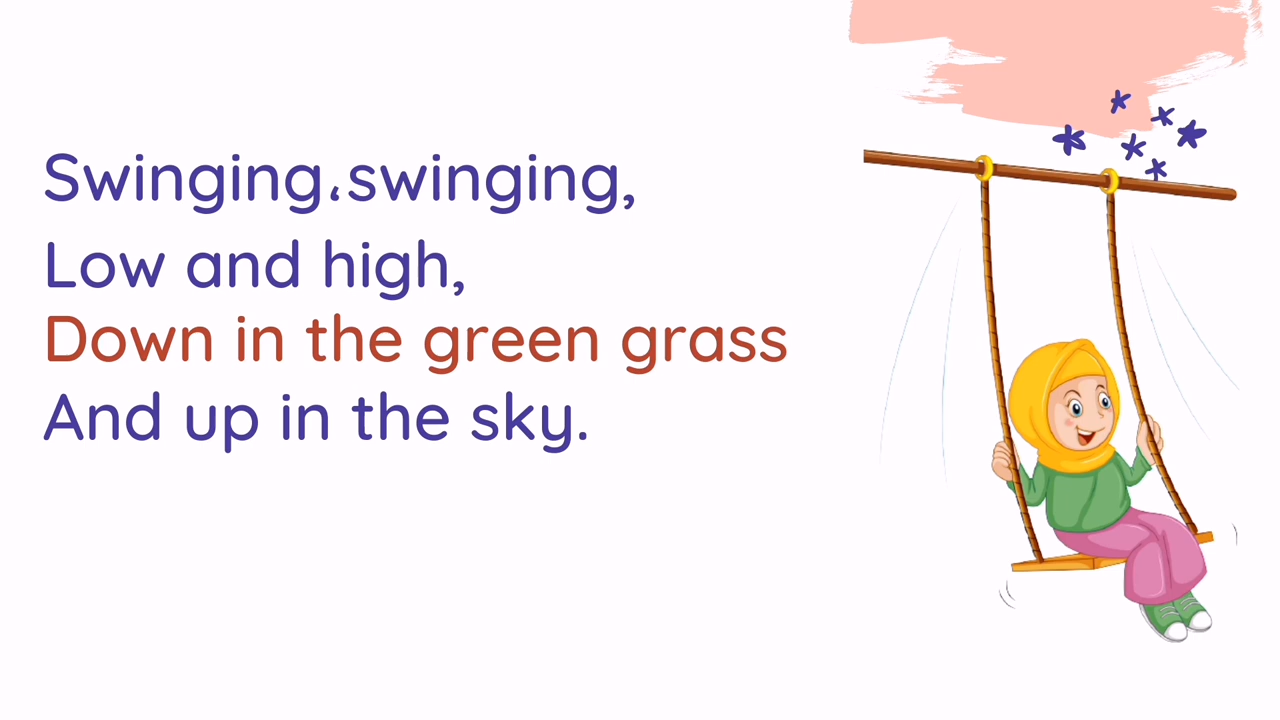 Swinging،swinging,
Low and high,
Down in the green grass
And up in the sky.